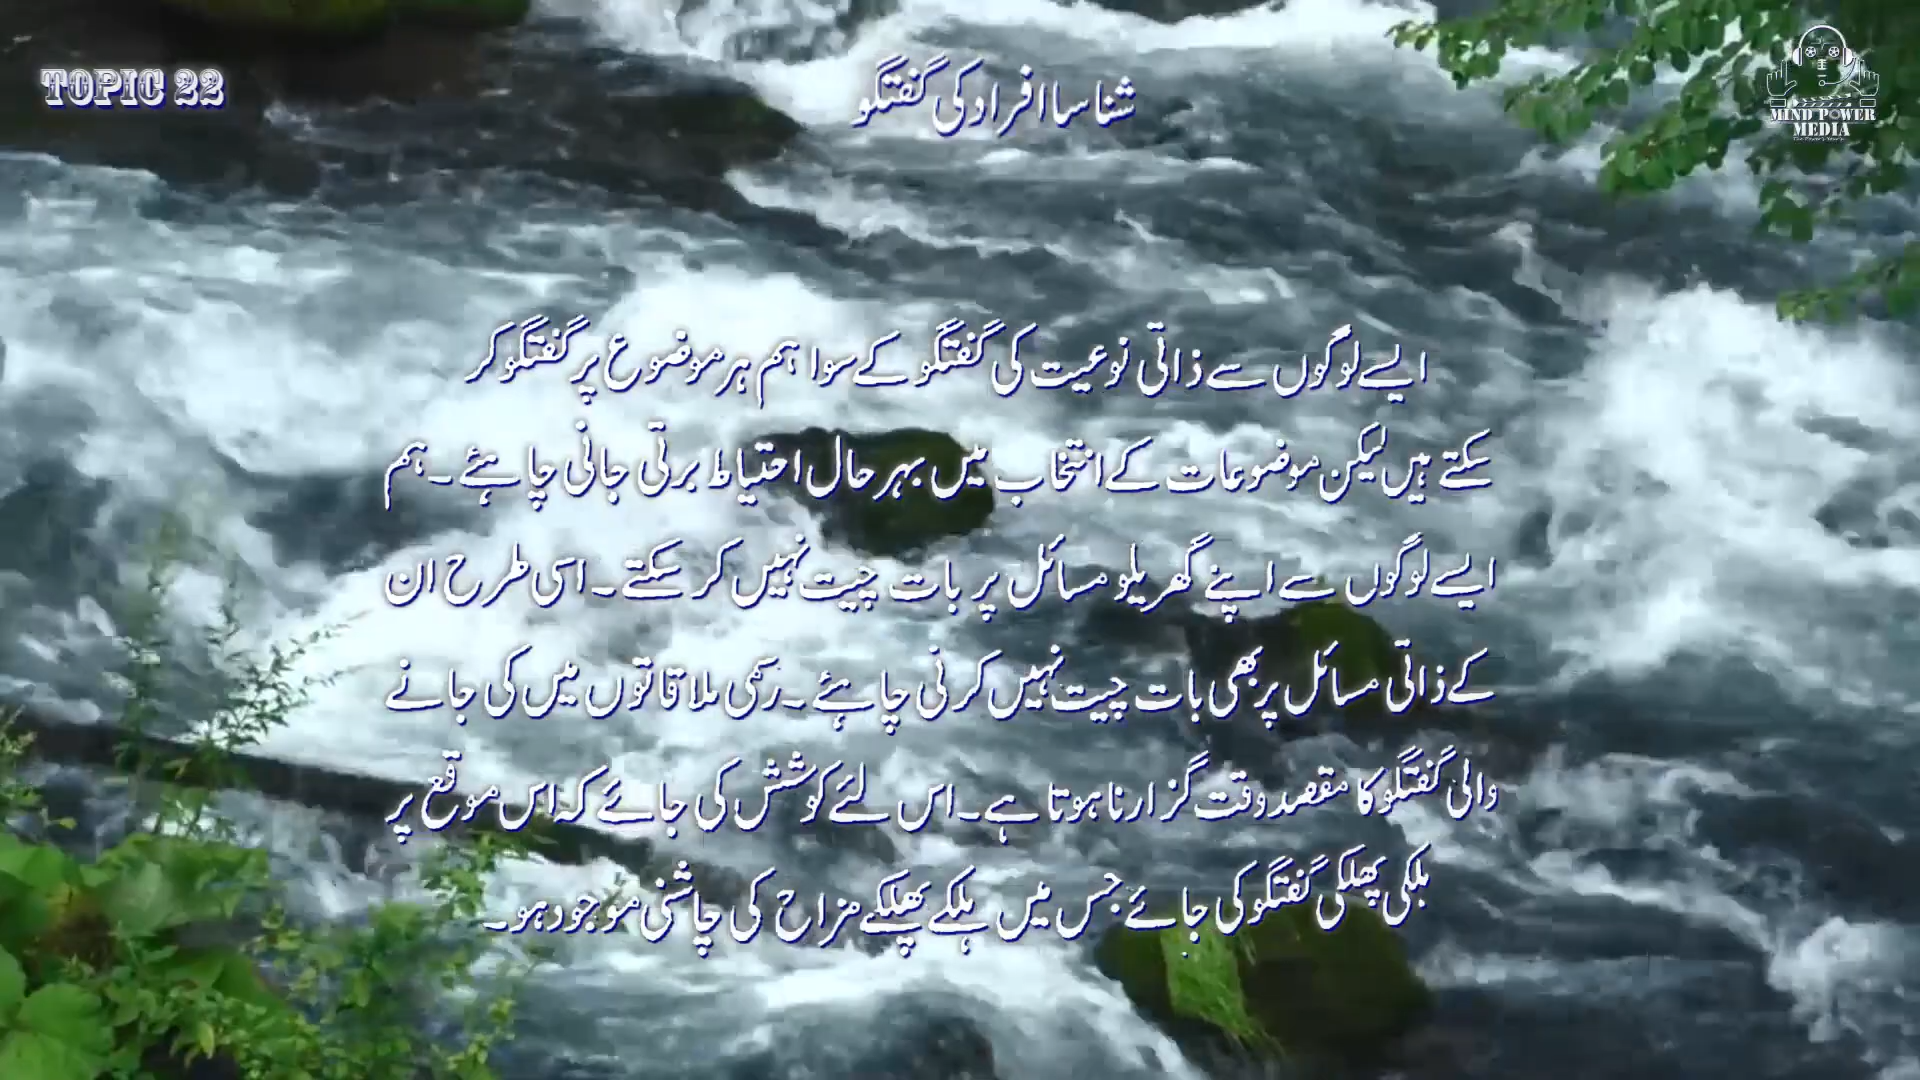 TOPIC 22
شناسا افراد کی گفتگو
MIND POWER
MEDIA
ایسے لوگوں سے ذاتی نوعیت کی گفتگو کے سوا ہم ہر موضوع پر گفتگو کر
سکتے ہیں لیکن موضوعات کے انتخاب میں بہر حال احتیاط برتی جانی چاہئے۔ ہم
ایسے لوگوں سے اپنے گھریلو مسائل پر بات چیت نہیں کر سکتے۔ اسی طرح ان
کے ذاتی مسائل پر بھی بات چیت نہیں کرنی چاہئے۔ رسمی ملاقاتوں میں کی جانے
والی گفتگو کا مقصد وقت گزارنا ہوتا ہے۔ اس لئے کوشش کی جائے کہ اس موقع پر
ہلکی پھلکی گفتگو کی جائے جس میں ہلکے پھلکے مزاح کی چاشنی موجود ہو۔